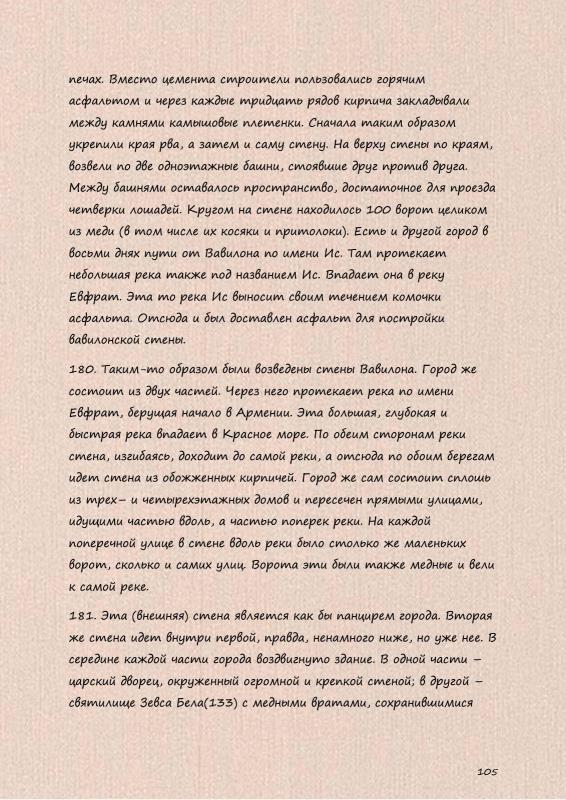 печах. Вместо цемента строители пользовались горячим
асфальтом и через каждые тридцать рядов кирпича закладывали
между камнями камышовые плетенки. Сначала таким образом
укрепили края рва, а затем и саму стену. На верху стены по краям,
возвели по две одноэтажные башни, стоявшие друг против друга.
Между башнями оставалось пространство, достаточное для проезда
четверки лошадей. Кругом на стене находилось 100 ворот целиком
из меди (в том числе их косяки и притолоки). Есть и другой город в
восьми днях пути от Вавилона по имени Ис. Там протекает
небольшая река также под названием Ис. Впадает она в реку
Евфрат. Эта то река Ис выносит своим течением комочки
асфальта. Отсюда и был доставлен асфальт для постройки
вавилонской стены.
180. Таким-то образом были возведены стены Вавилона. Город же
состоит из двух частей. Через него протекает река по имени
Евфрат, берущая начало в Армении. Эта большая, глубокая и
быстрая река впадает в Красное море. По обеим сторонам реки
стена, изгибаясь, доходит до самой реки, а отсюда по обоим берегам
идет стена из обожженных кирпичей. Город же сам состоит сплошь
из трех– и четырехэтажных домов и пересечен прямыми улицами,
идущими частью вдоль, а частью поперек реки. На каждой
поперечной улице в стене вдоль реки было столько же маленьких
ворот, сколько и самих улиц. Ворота эти были также медные и вели
к самой реке.
181. Эта (внешняя) стена является как бы панцирем города. Вторая
же стена идет внутри первой, правда, ненамного ниже, но уже нее. В
середине каждой части города воздвигнуто здание. В одной части –
царский дворец, окруженный огромной и крепкой стеной; в другой –
святилище Зевса Бела(133) с медными вратами, сохранившимися
105